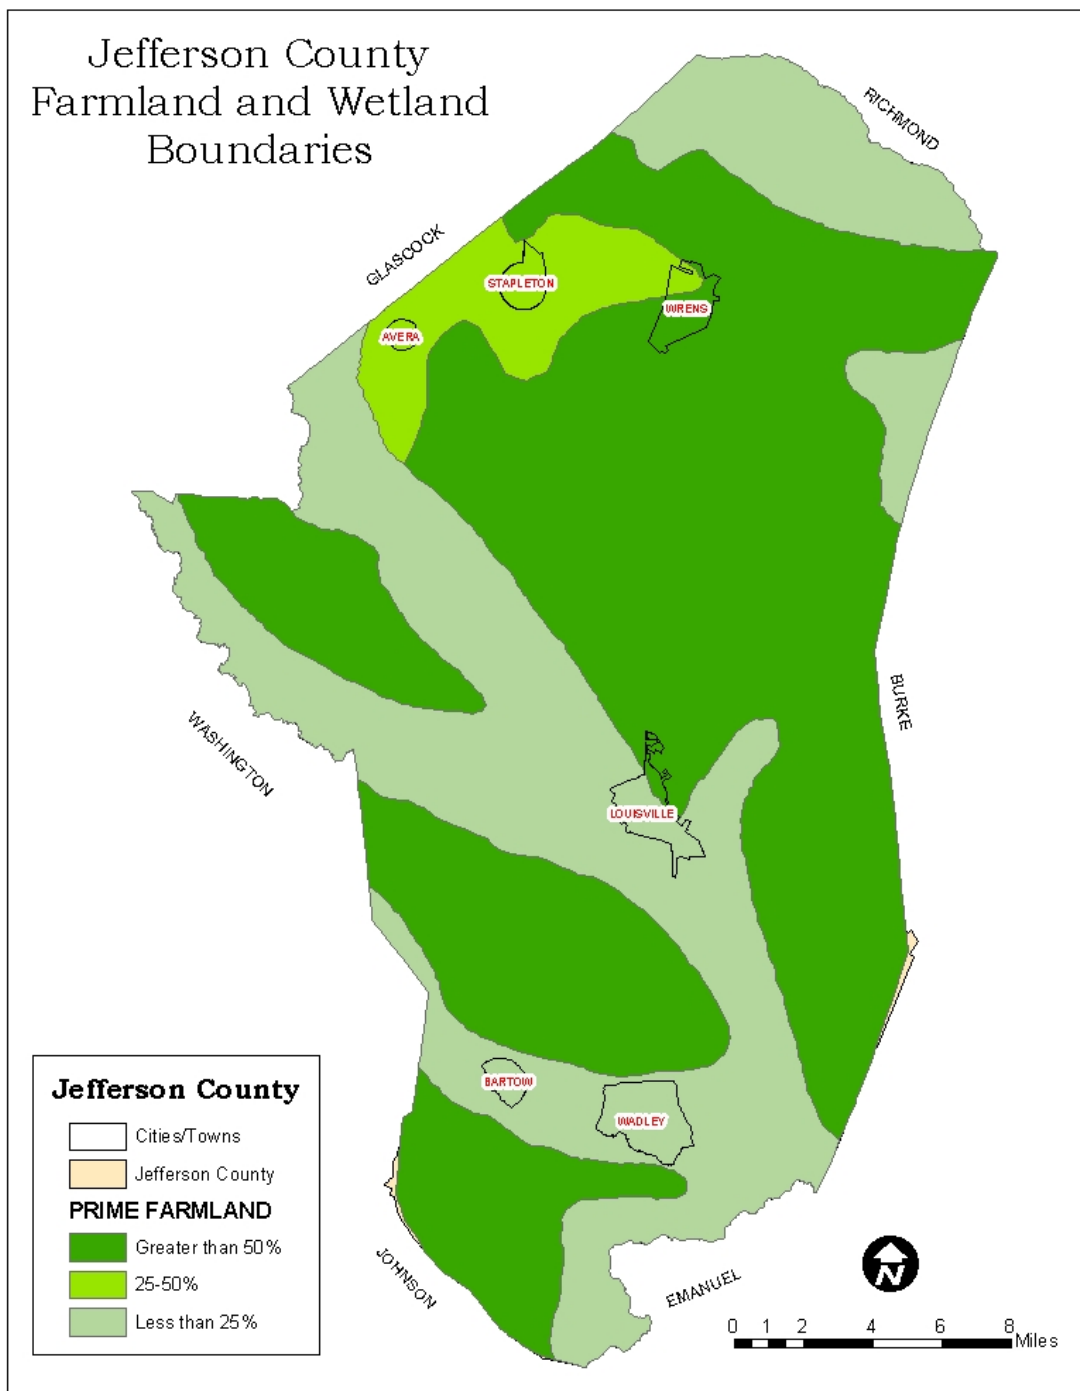 Jefferson County
Farmland and Wetland
Boundaries
RICHMOND
GLASCOCK
STAPLETON
WRENS
AVERA
BURKE
WASHINGTON
LOUISVILLE
BARTOW
WADLEY
JOHNSON
EMANUEL
Jefferson County
Cities/Towns
Jefferson County
PRIME FARMLAND
Greater than 50%
25-50%
Less than 25%
N
0 1 2 4 6 8 Miles